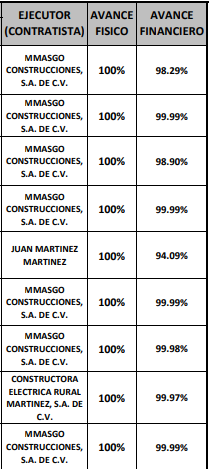 EJECUTOR (CONTRATISTA) AVANCE FISICO AVANCE FINANCIERO
MMASGO CONSTRUCCIONES, S.A. DE C.V. 100% 98.29%
MMASGO CONSTRUCCIONES, S.A. DE C.V. 100% 99.99%
MMASGO CONSTRUCCIONES, S.A. DE C.V. 100% 98.90%
MMASGO CONSTRUCCIONES, S.A. DE C.V. 100% 99.99%
JUAN MARTINEZ MARTINEZ 100% 94.09%
MMASGO CONSTRUCCIONES, S.A. DE C.V. 100% 99.99%
MMASGO CONSTRUCCIONES, S.A. DE C.V. 100% 99.98%
CONSTRUCTORA ELECTRICA RURAL MARTINEZ, S.A. DE C.V. 100% 99.97%
MMASGO CONSTRUCCIONES, S.A. DE C.V. 100% 99.99%